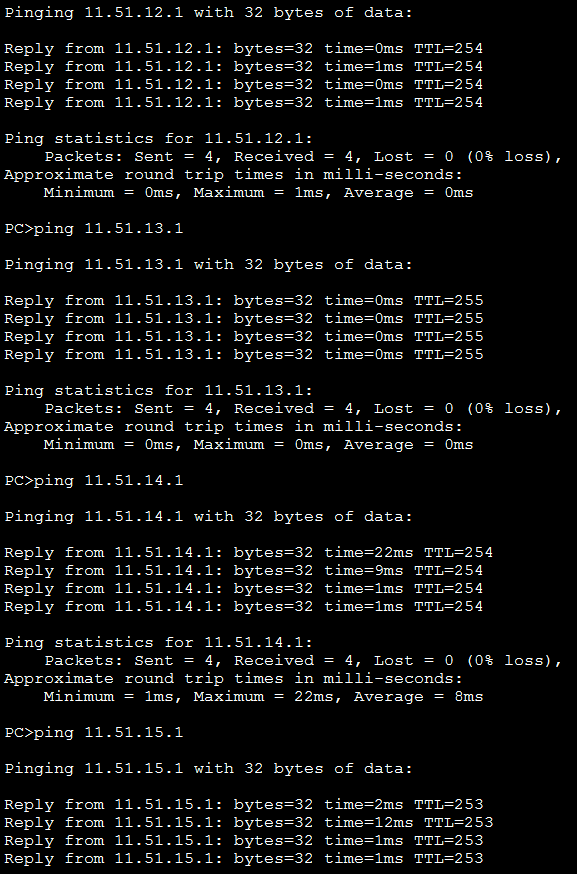 Pinging 11.51.12.1 with 32 bytes of data:
Reply from 11.51.12.1: bytes=32 time=0ms TTL=254
Reply from 11.51.12.1: bytes=32 time=1ms TTL=254
Reply from 11.51.12.1: bytes=32 time=0ms TTL=254
Reply from 11.51.12.1: bytes=32 time=1ms TTL=254
Ping statistics for 11.51.12.1:
Packets: Sent = 4, Received = 4, Lost = 0 (0% loss),
Approximate round trip times in milli-seconds:
Minimum = 0ms, Maximum = 1ms, Average = 0ms
PC>ping 11.51.13.1
Pinging 11.51.13.1 with 32 bytes of data:
Reply from 11.51.13.1: bytes=32 time=0ms TTL=255
Reply from 11.51.13.1: bytes=32 time=0ms TTL=255
Reply from 11.51.13.1: bytes=32 time=0ms TTL=255
Reply from 11.51.13.1: bytes=32 time=0ms TTL=255
Ping statistics for 11.51.13.1:
Packets: Sent = 4, Received = 4, Lost = 0 (0% loss),
Approximate round trip times in milli-seconds:
Minimum = 0ms, Maximum = 0ms, Average = 0ms
PC>ping 11.51.14.1
Pinging 11.51.14.1 with 32 bytes of data:
Reply from 11.51.14.1: bytes=32 time=22ms TTL=254
Reply from 11.51.14.1: bytes=32 time=9ms TTL=254
Reply from 11.51.14.1: bytes=32 time=1ms TTL=254
Reply from 11.51.14.1: bytes=32 time=1ms TTL=254
Ping statistics for 11.51.14.1:
Packets: Sent = 4, Received = 4, Lost = 0 (0% loss),
Approximate round trip times in milli-seconds:
Minimum = 1ms, Maximum = 22ms, Average = 8ms
PC>ping 11.51.15.1
Pinging 11.51.15.1 with 32 bytes of data:
Reply from 11.51.15.1: bytes=32 time=2ms TTL=253
Reply from 11.51.15.1: bytes=32 time=12ms TTL=253
Reply from 11.51.15.1: bytes=32 time=1ms TTL=253
Reply from 11.51.15.1: bytes=32 time=1ms TTL=253